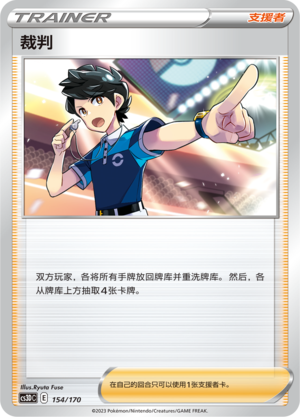 TRAINER 支援者
裁判
双方玩家，各将所有手牌放回牌库并重洗牌库。然后，各
从牌库上方抽取4张卡牌。
Illus.Ryuta Fuse
CS3DC E 154/170
在自己的回合只可以使用1张支援者卡。
©2023 Pokémon/Nintendo/Creatures/GAME FREAK.